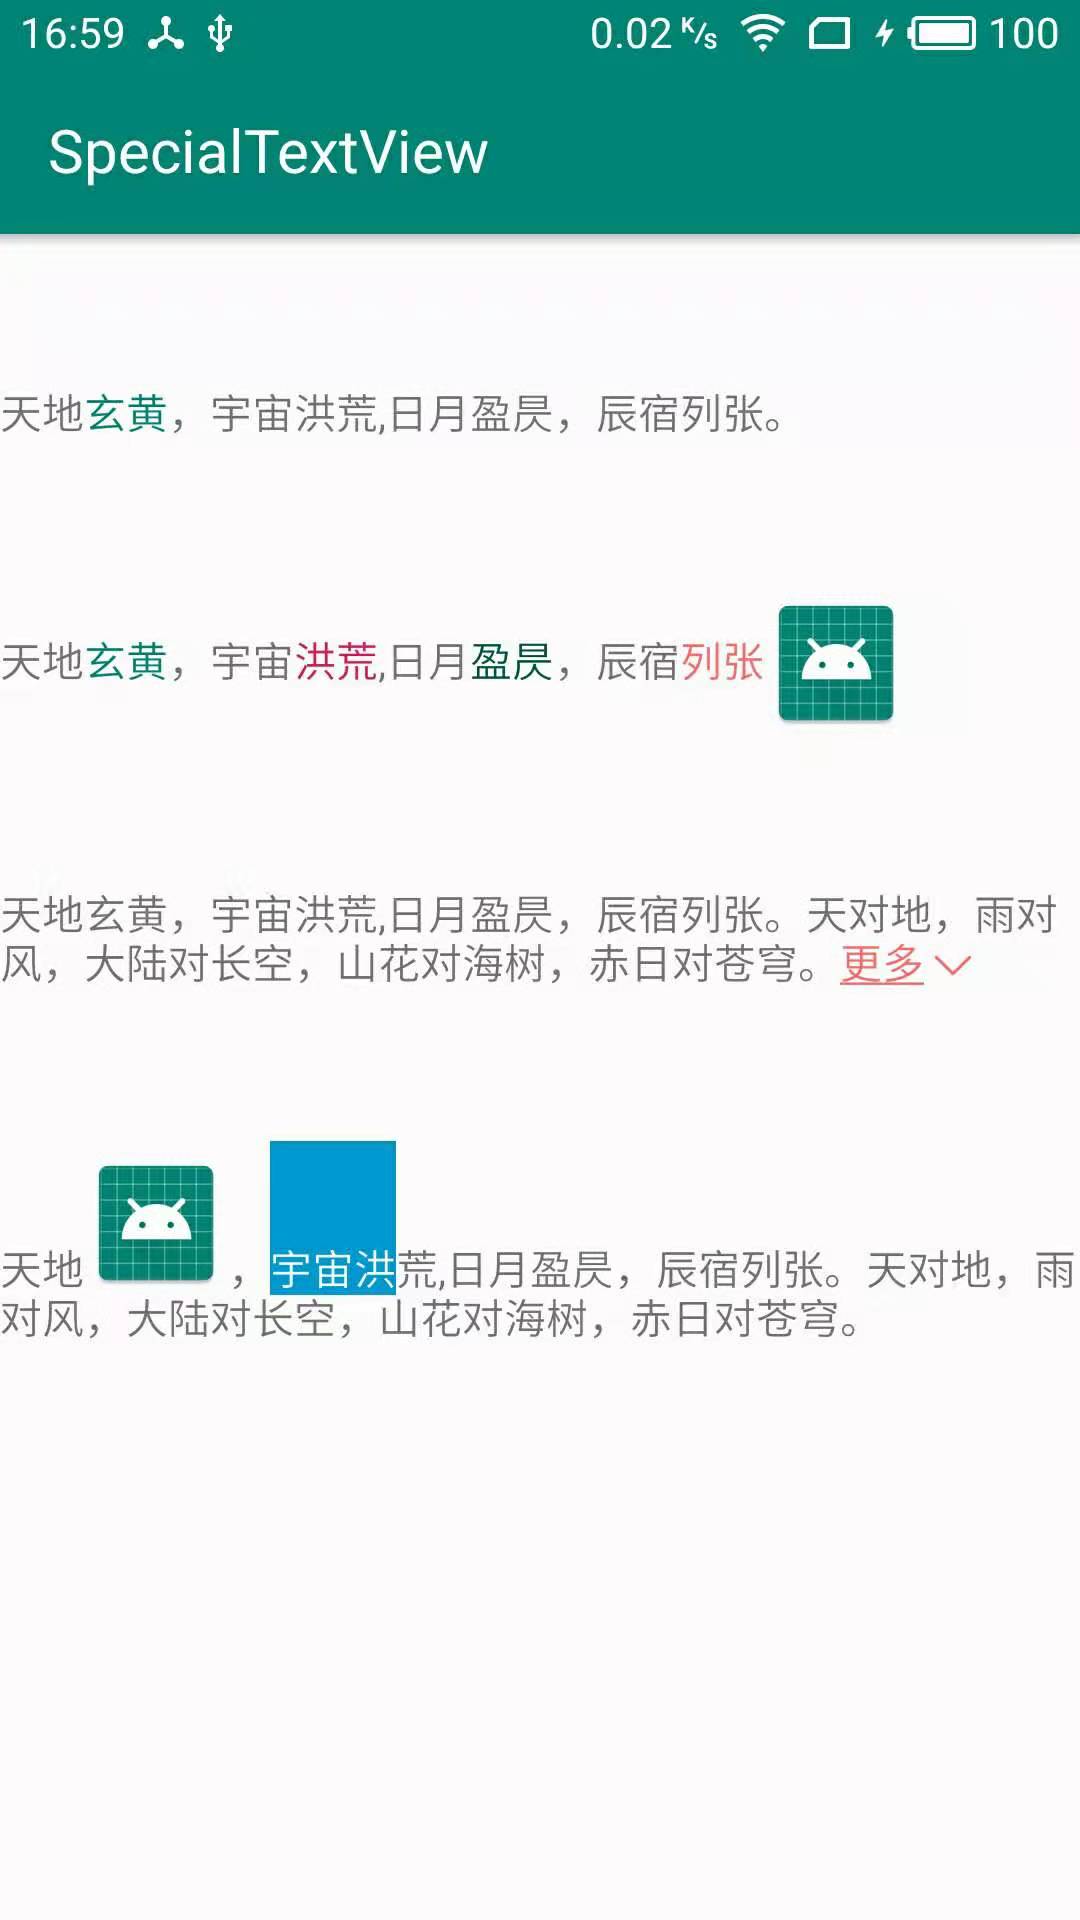 16:59 0.02 K/s 100
SpecialTextView
天地玄黄，宇宙洪荒,日月盈昃，辰宿列张。
天地玄黄，宇宙洪荒,日月盈昃，辰宿列张
天地玄黄，宇宙洪荒,日月盈昃，辰宿列张。天对地，雨对
风，大陆对长空，山花对海树，赤日对苍穹。更多
天地 ，宇宙洪荒,日月盈昃，辰宿列张。天对地，雨
对风，大陆对长空，山花对海树，赤日对苍穹。